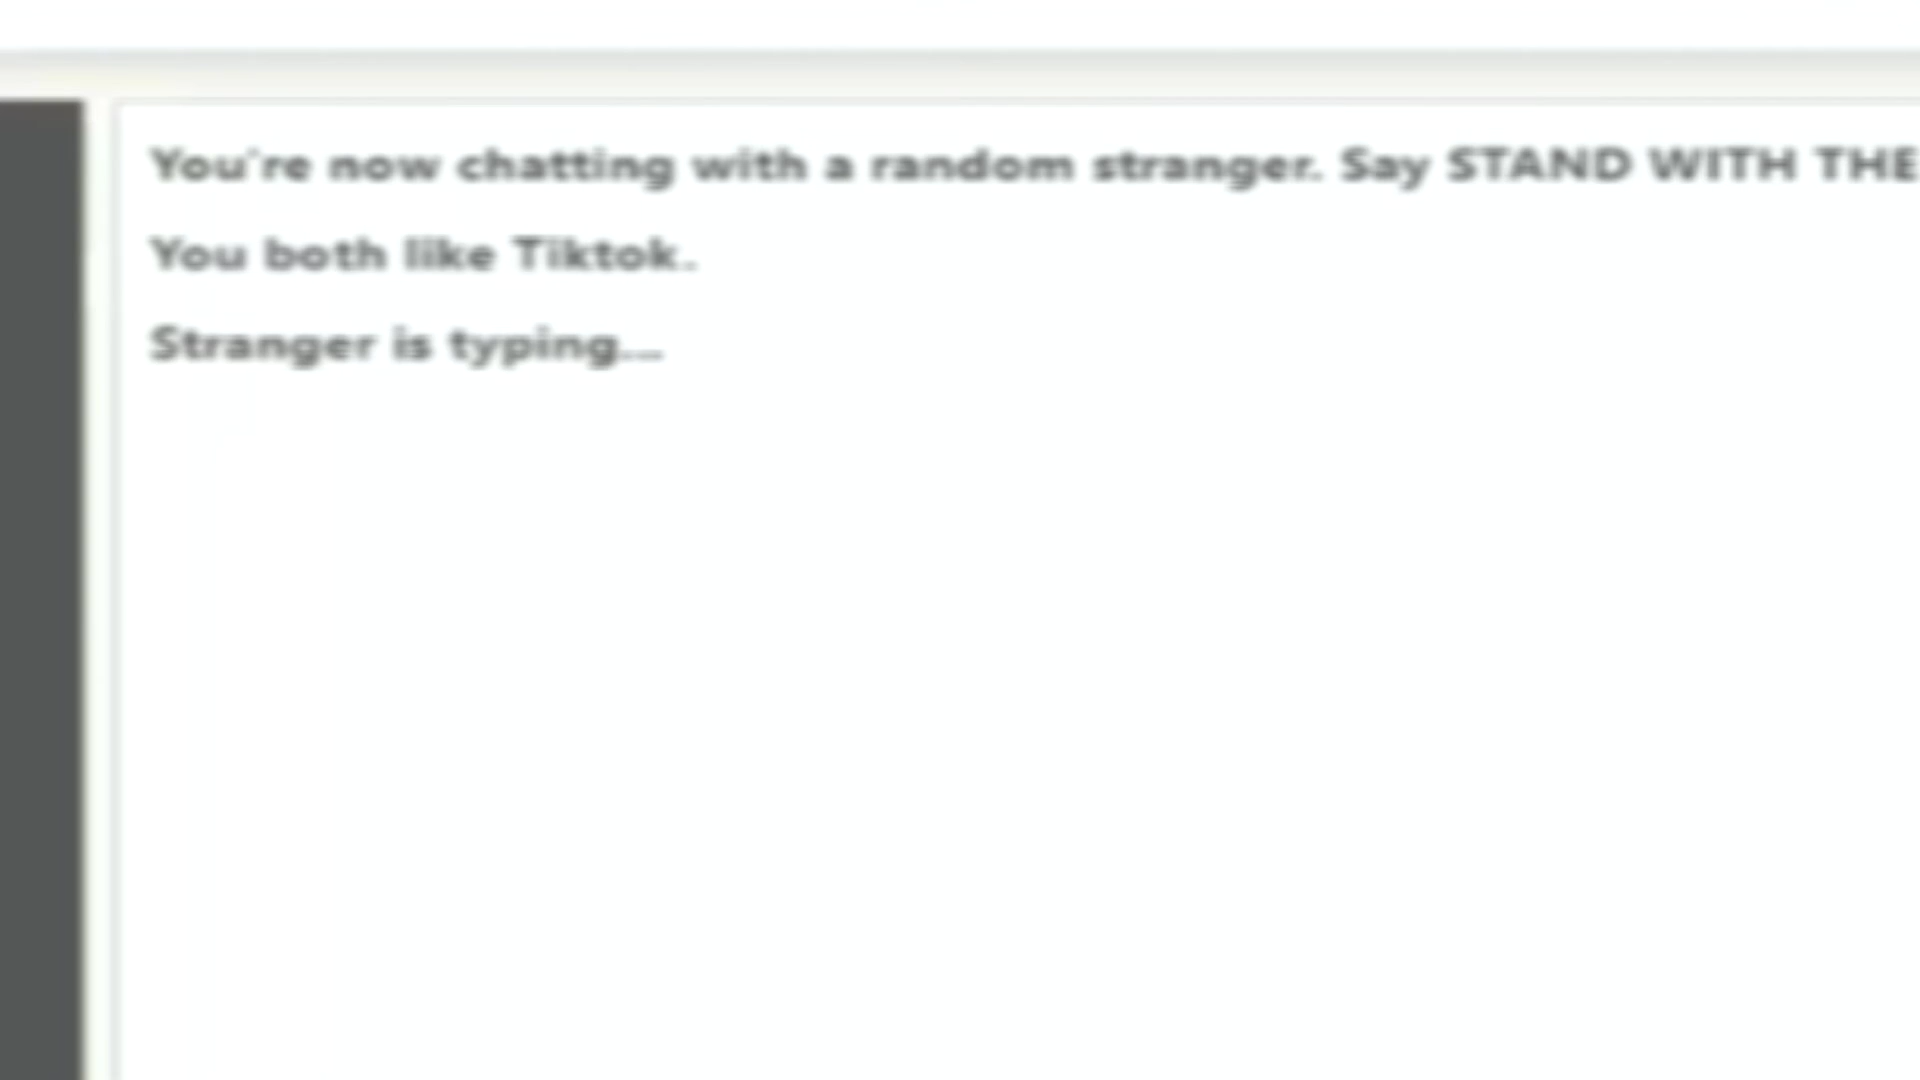 You're now chatting with a random stranger. Say STAND WITH THE
You both like Tiktok.
Stranger is typing...